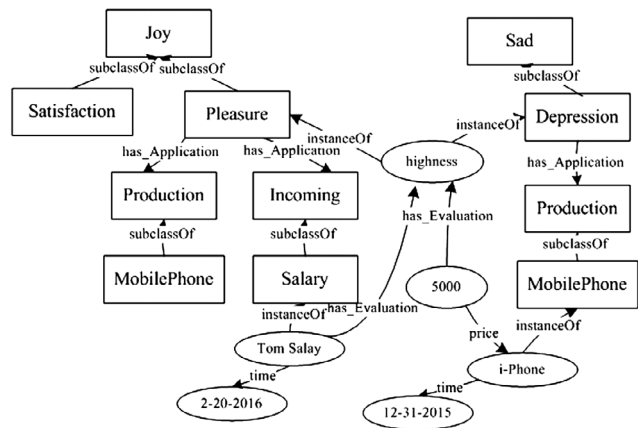 Joy
Sad
subclassOf subclassOf
subclassOf
Satisfaction
Pleasure
Depression
instanceOf
instanceOf
highness
has_Application
has_Application
has_Application
Production
Incoming
Production
has_Evaluation
subclassOf
subclassOf
subclassOf
MobilePhone
Salary
5000
MobilePhone
instanceOf
has_Evaluation
instanceOf
price
Tom Salay
i-Phone
time
time
2-20-2016
12-31-2015